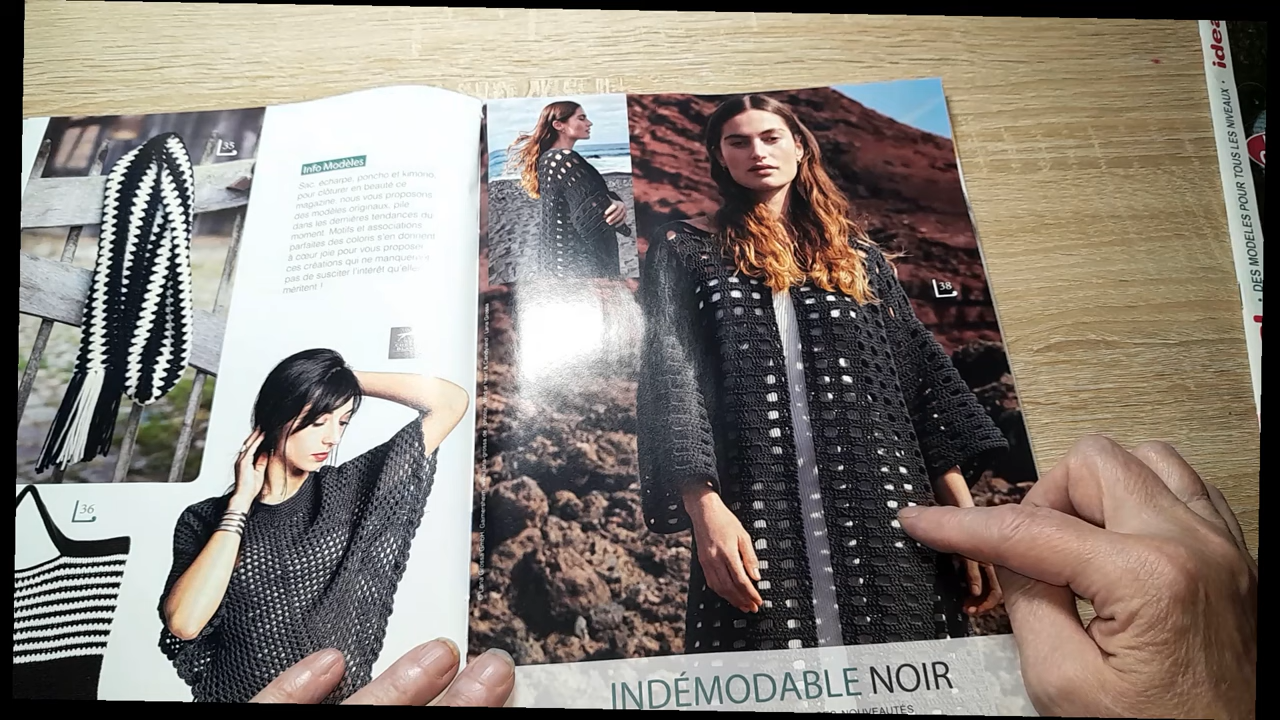 35
Info Modèles
Sac, écharpe, poncho et kimono,
pour clôturer en beauté ce
magazine, nous vous proposons
des modèles originaux, pile
dans les dernières tendances du
moment. Motifs et associations
parfaites des coloris s'en donnent
à cœur joie pour vous proposer
ces créations qui ne manqueront
pas de susciter l'intérêt qu'elles
méritent !
36
38
INDÉMODABLE NOIR
NOUVEAUTÉS
idea
• DES MODELES POUR TOUS LES NIVEAUX •